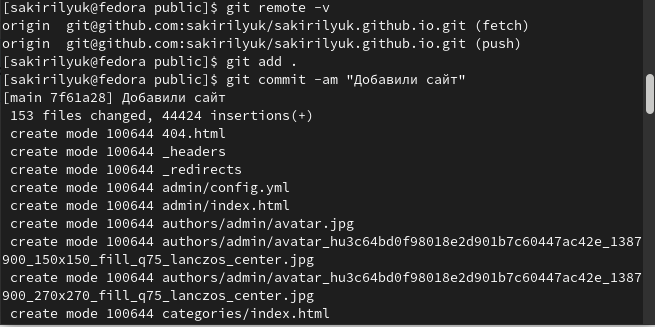 [sakirilyuk@fedora public]$ git remote -v
origin  git@github.com:sakirilyuk/sakirilyuk.github.io.git (fetch)
origin  git@github.com:sakirilyuk/sakirilyuk.github.io.git (push)
[sakirilyuk@fedora public]$ git add .
[sakirilyuk@fedora public]$ git commit -am "Добавили сайт"
[main 7f61a28] Добавили сайт
 153 files changed, 44424 insertions(+)
 create mode 100644 404.html
 create mode 100644 _headers
 create mode 100644 _redirects
 create mode 100644 admin/config.yml
 create mode 100644 admin/index.html
 create mode 100644 authors/admin/avatar.jpg
 create mode 100644 authors/admin/avatar_hu3c64bd0f98018e2d901b7c60447ac42e_1387
900_150x150_fill_q75_lanczos_center.jpg
 create mode 100644 authors/admin/avatar_hu3c64bd0f98018e2d901b7c60447ac42e_1387
900_270x270_fill_q75_lanczos_center.jpg
 create mode 100644 categories/index.html